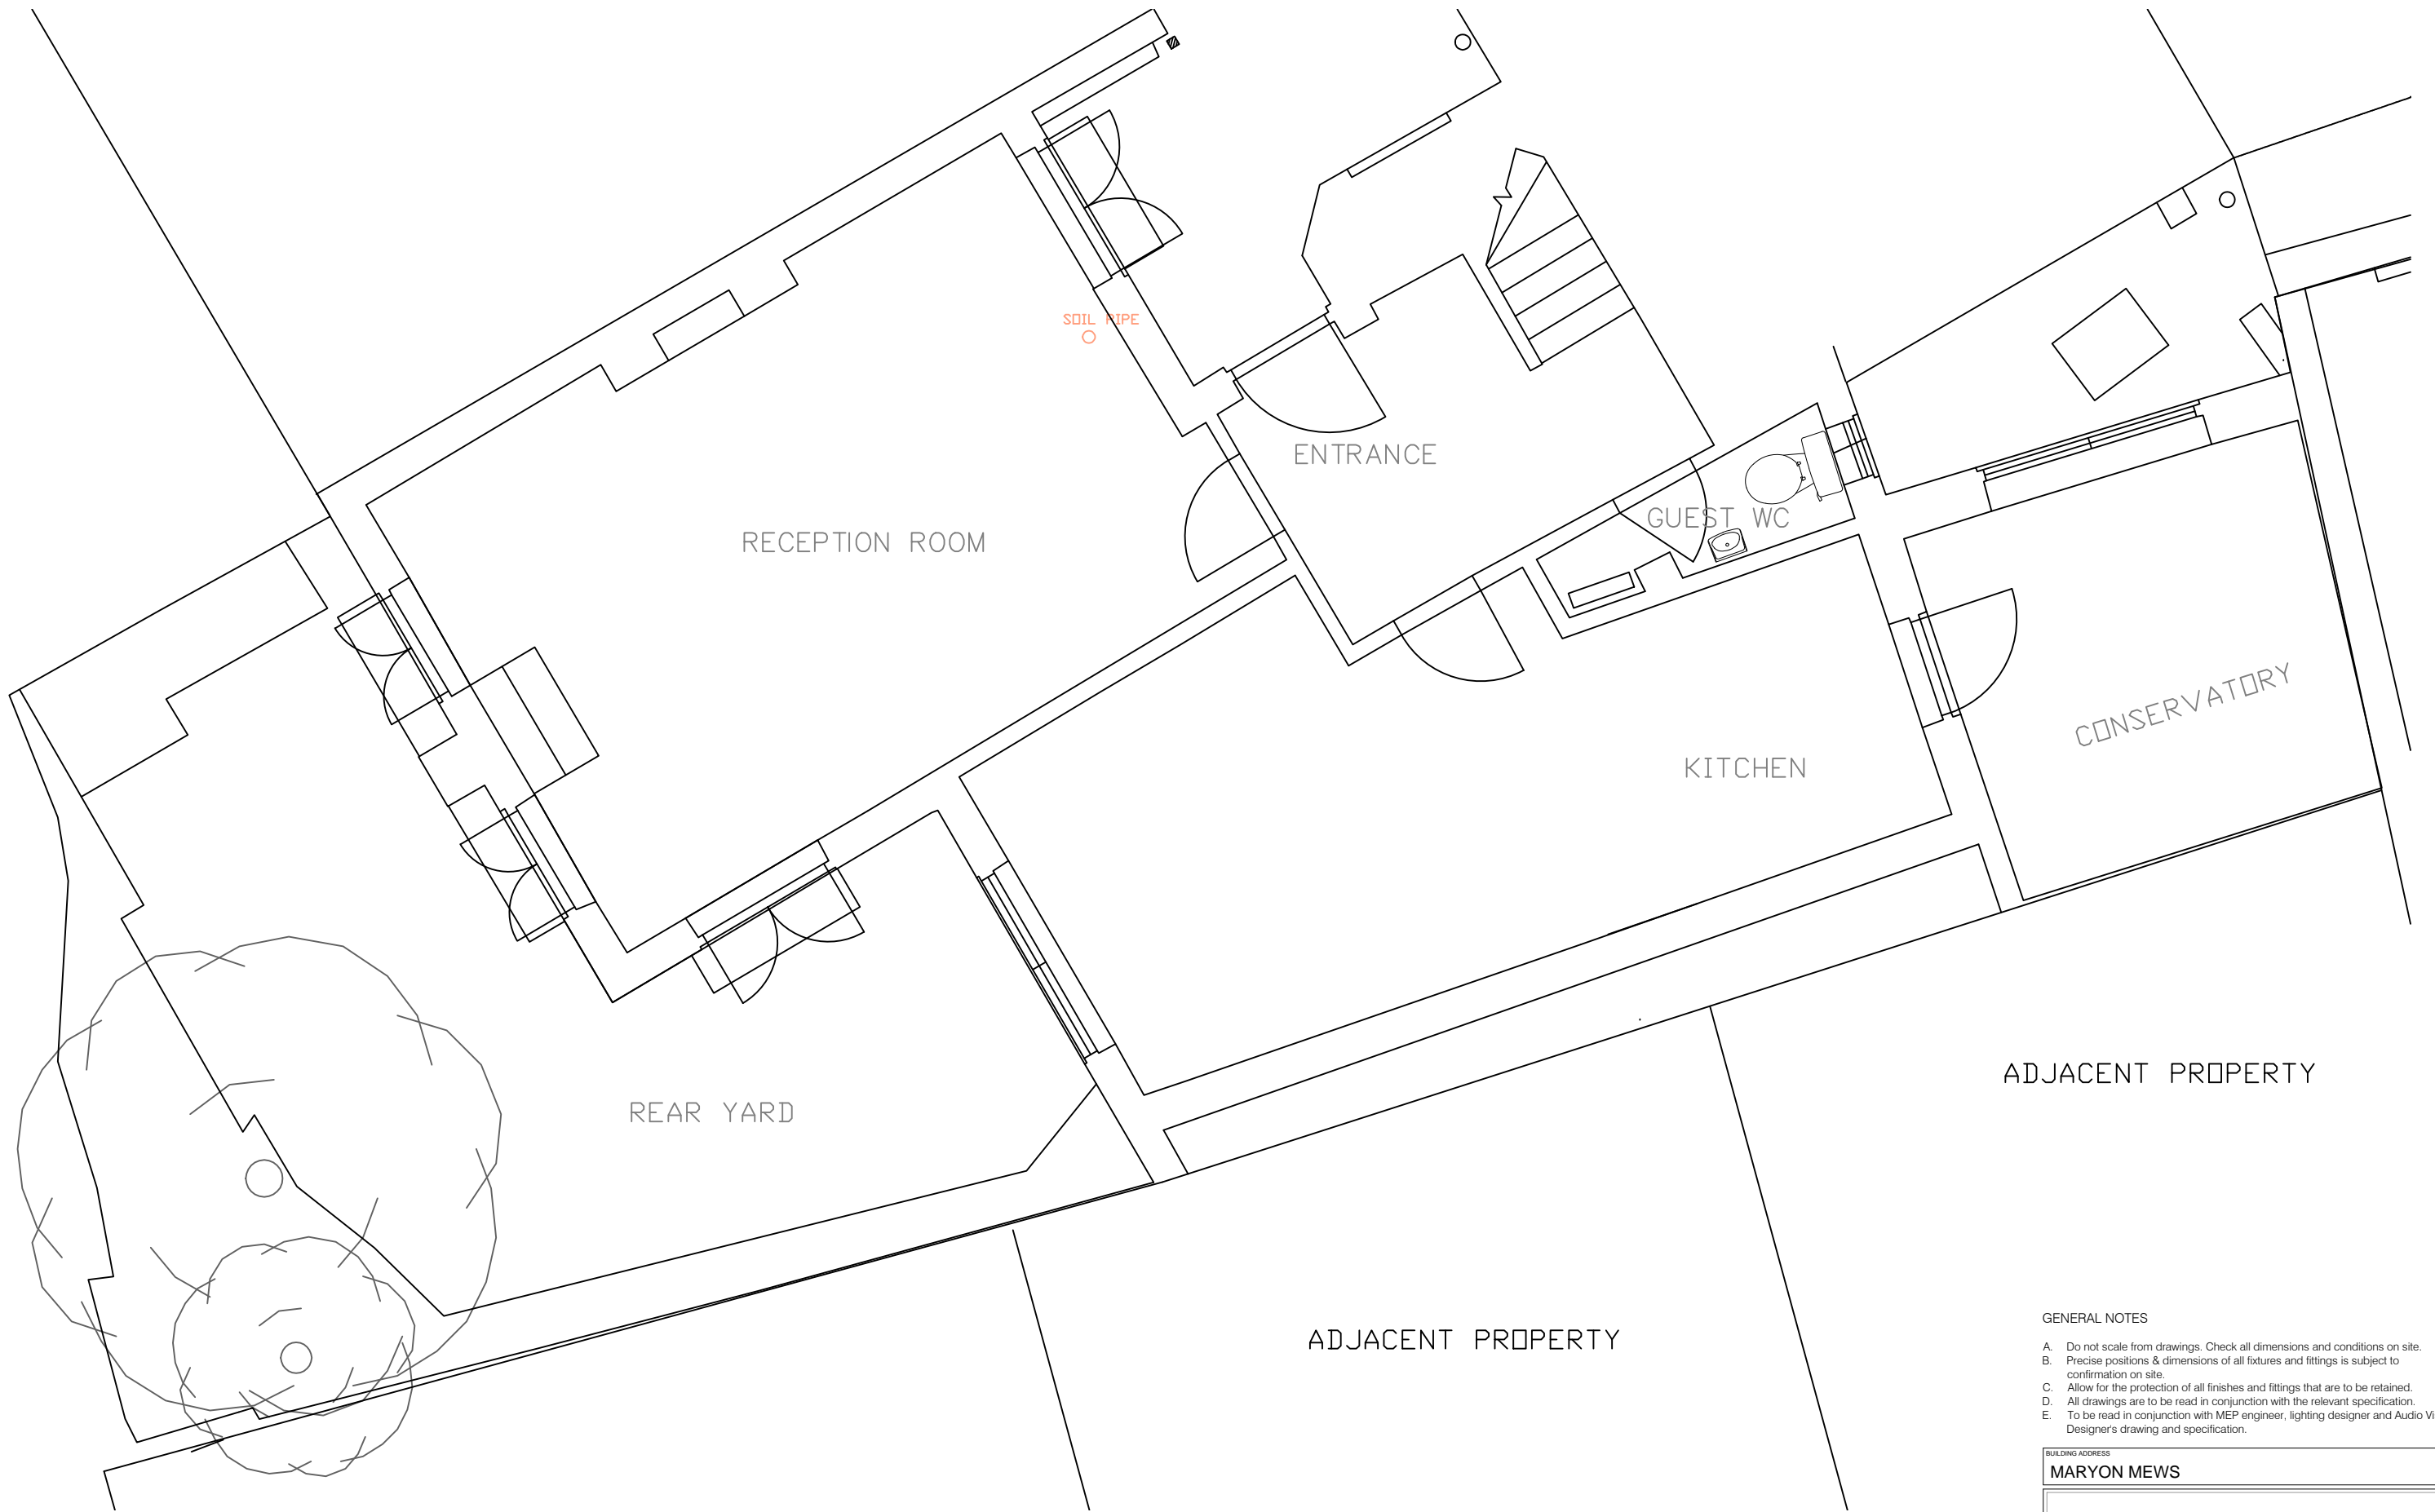 SOIL PIPE
ENTRANCE
GUEST WC
RECEPTION ROOM
CONSERVATORY
KITCHEN
REAR YARD
ADJACENT PROPERTY
ADJACENT PROPERTY
GENERAL NOTES
A. Do not scale from drawings. Check all dimensions and conditions on site.
B. Precise positions & dimensions of all fixtures and fittings is subject to
confirmation on site.
C. Allow for the protection of all finishes and fittings that are to be retained.
D. All drawings are to be read in conjunction with the relevant specification.
E. To be read in conjunction with MEP engineer, lighting designer and Audio Vi
Designer's drawing and specification.
BUILDING ADDRESS
MARYON MEWS